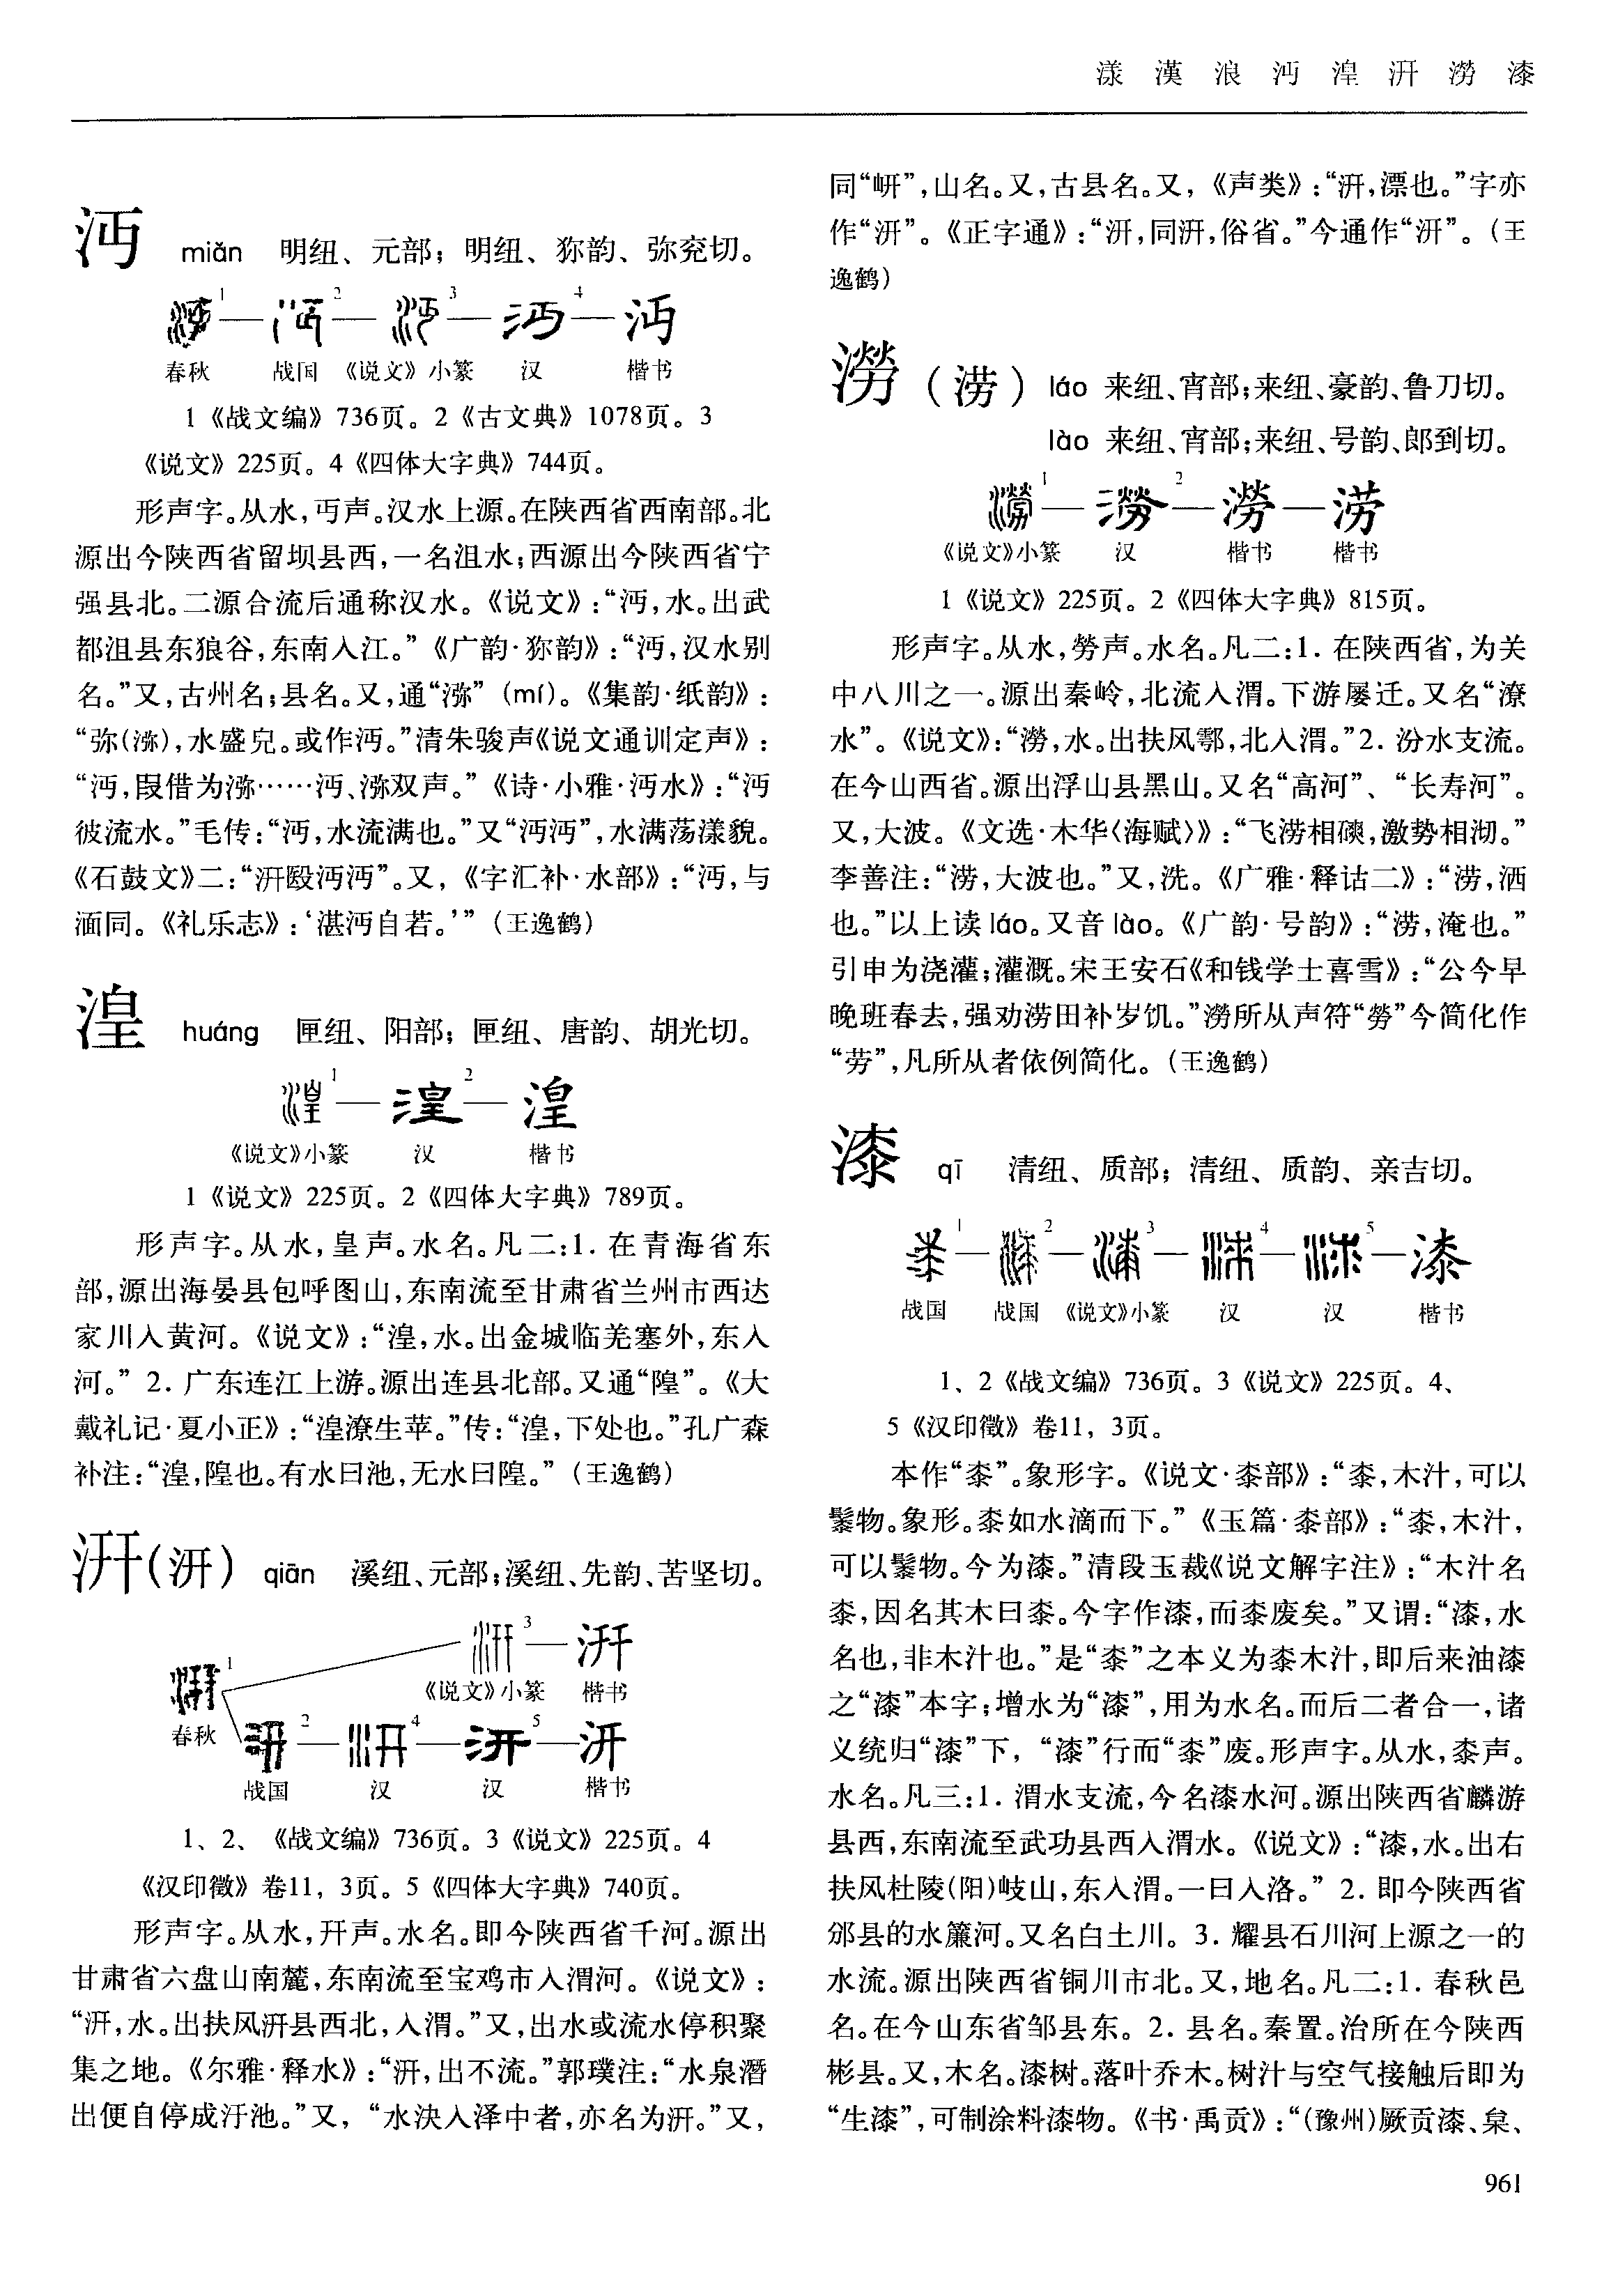 漾 漢 浪 沔 湟 汧 澇 漆
沔 miǎn 明纽、元部；明纽、狝韵、弥兖切。
1 2 3 4
春秋 战国 《说文》小篆 汉 楷书
1《战文编》736页。2《古文典》1078页。3
《说文》225页。4《四体大字典》744页。
形声字。从水，丏声。汉水上源。在陕西省西南部。北
源出今陕西省留坝县西，一名沮水；西源出今陕西省宁
强县北。二源合流后通称汉水。《说文》：“沔，水。出武
都沮县东狼谷，东南入江。”《广韵·狝韵》：“沔，汉水别
名。”又，古州名；县名。又，通“瀰”（mí）。《集韵·纸韵》：
“弥(瀰)，水盛皃。或作沔。”清朱骏声《说文通训定声》：
“沔，叚借为瀰……沔、瀰双声。”《诗·小雅·沔水》：“沔
彼流水。”毛传：“沔，水流满也。”又“沔沔”，水满荡漾貌。
《石鼓文》二：“汧殹沔沔”。又，《字汇补·水部》：“沔，与
湎同。《礼乐志》：‘湛沔自若。’”（王逸鹤）
湟 huáng 匣纽、阳部；匣纽、唐韵、胡光切。
1 2
《说文》小篆 汉 楷书
1《说文》225页。2《四体大字典》789页。
形声字。从水，皇声。水名。凡二：1. 在青海省东
部，源出海晏县包呼图山，东南流至甘肃省兰州市西达
家川入黄河。《说文》：“湟，水。出金城临羌塞外，东入
河。”2. 广东连江上游。源出连县北部。又通“隍”。《大
戴礼记·夏小正》：“湟潦生苹。”传：“湟，下处也。”孔广森
补注：“湟，隍也。有水曰池，无水曰隍。”（王逸鹤）
汧（汧）qiān 溪纽、元部；溪纽、先韵、苦坚切。
3
《说文》小篆 楷书
1
春秋
2 4 5
战国 汉 汉 楷书
1、2、《战文编》736页。3《说文》225页。4
《汉印徵》卷11，3页。5《四体大字典》740页。
形声字。从水，幵声。水名。即今陕西省千河。源出
甘肃省六盘山南麓，东南流至宝鸡市入渭河。《说文》：
“汧，水。出扶风汧县西北，入渭。”又，出水或流水停积聚
集之地。《尔雅·释水》：“汧，出不流。”郭璞注：“水泉潜
出便自停成汙池。”又，“水决入泽中者，亦名为汧。”又，
同“岍”，山名。又，古县名。又，《声类》：“汧，漂也。”字亦
作“汧”。《正字通》：“汧，同汧，俗省。”今通作“汧”。（王
逸鹤）
澇（涝）láo 来纽、宵部；来纽、豪韵、鲁刀切。
lào 来纽、宵部；来纽、号韵、郎到切。
1 2
《说文》小篆 汉 楷书 楷书
1《说文》225页。2《四体大字典》815页。
形声字。从水，勞声。水名。凡二：1. 在陕西省，为关
中八川之一。源出秦岭，北流入渭。下游屡迁。又名“潦
水”。《说文》：“澇，水。出扶风鄠，北入渭。”2. 汾水支流。
在今山西省。源出浮山县黑山。又名“高河”、“长寿河”。
又，大波。《文选·木华〈海赋〉》：“飞涝相磢，激势相沏。”
李善注：“涝，大波也。”又，洗。《广雅·释诂二》：“涝，洒
也。”以上读láo。又音lào。《广韵·号韵》：“涝，淹也。”
引申为浇灌；灌溉。宋王安石《和钱学士喜雪》：“公今早
晚班春去，强劝涝田补岁饥。”澇所从声符“勞”今简化作
“劳”，凡所从者依例简化。（王逸鹤）
漆 qī 清纽、质部；清纽、质韵、亲吉切。
1 2 3 4 5
战国 战国 《说文》小篆 汉 汉 楷书
1、2《战文编》736页。3《说文》225页。4、
5《汉印徵》卷11，3页。
本作“桼”。象形字。《说文·桼部》：“桼，木汁，可以
髤物。象形。桼如水滴而下。”《玉篇·桼部》：“桼，木汁，
可以髤物。今为漆。”清段玉裁《说文解字注》：“木汁名
桼，因名其木曰桼。今字作漆，而桼废矣。”又谓：“漆，水
名也，非木汁也。”是“桼”之本义为桼木汁，即后来油漆
之“漆”本字；增水为“漆”，用为水名。而后二者合一，诸
义统归“漆”下，“漆”行而“桼”废。形声字。从水，桼声。
水名。凡三：1. 渭水支流，今名漆水河。源出陕西省麟游
县西，东南流至武功县西入渭水。《说文》：“漆，水。出右
扶风杜陵(阳)岐山，东入渭。一曰入洛。”2. 即今陕西省
邠县的水簾河。又名白土川。3. 耀县石川河上源之一的
水流。源出陕西省铜川市北。又，地名。凡二：1. 春秋邑
名。在今山东省邹县东。2. 县名。秦置。治所在今陕西
彬县。又，木名。漆树。落叶乔木。树汁与空气接触后即为
“生漆”，可制涂料漆物。《书·禹贡》：“(豫州)厥贡漆、枲、
961